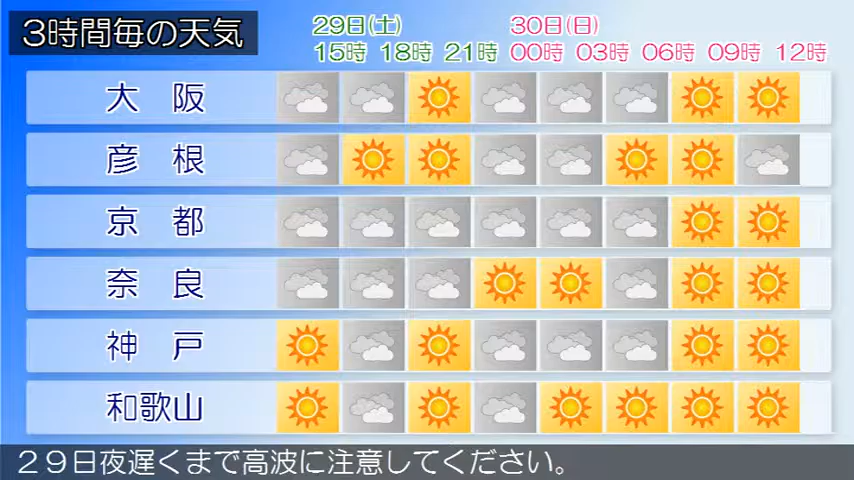 3時間毎の天気
29日(土) 30日(日)
15時 18時 21時 00時 03時 06時 09時 12時
大 阪
彦 根
京 都
奈 良
神 戸
和歌山
29日夜遅くまで高波に注意してください。